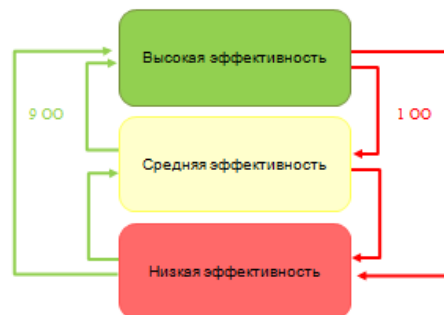 Высокая эффективность
9 ОО
1 ОО
Средняя эффективность
Низкая эффективность